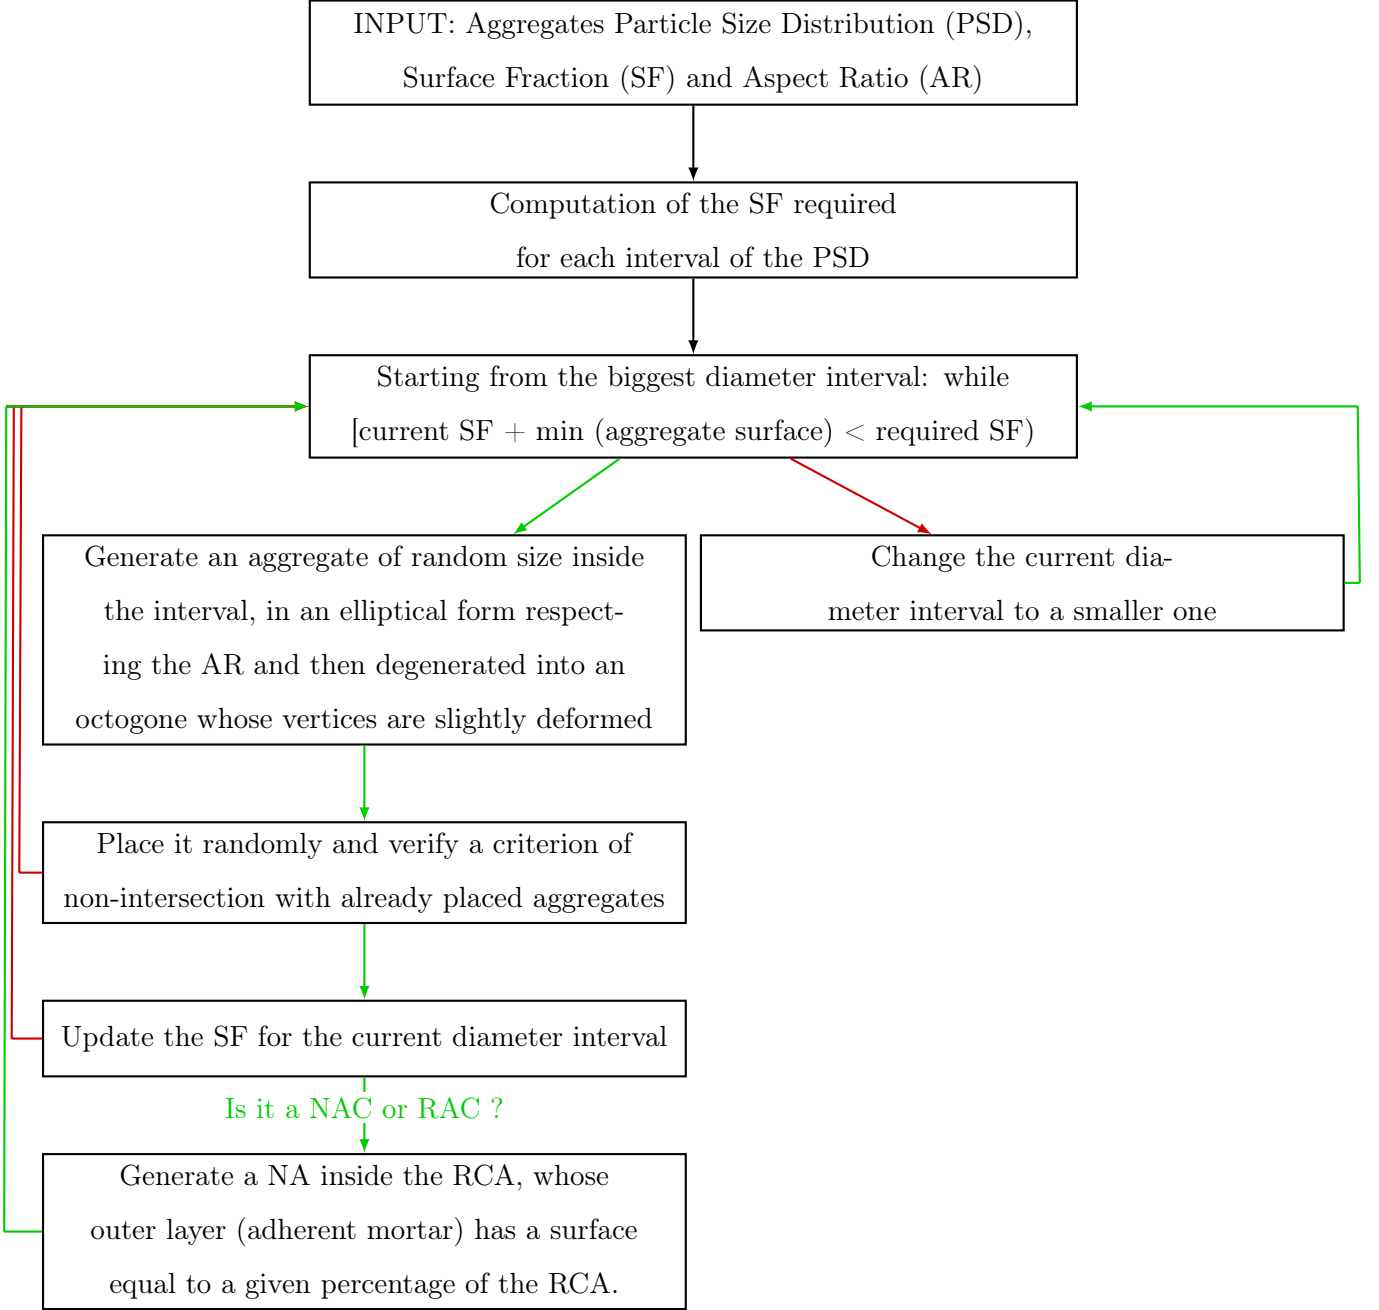 INPUT: Aggregates Particle Size Distribution (PSD),
Surface Fraction (SF) and Aspect Ratio (AR)
Computation of the SF required
for each interval of the PSD
Starting from the biggest diameter interval: while
[current SF + min (aggregate surface) < required SF)
Generate an aggregate of random size inside
the interval, in an elliptical form respect-
ing the AR and then degenerated into an
octogone whose vertices are slightly deformed
Change the current dia-
meter interval to a smaller one
Place it randomly and verify a criterion of
non-intersection with already placed aggregates
Update the SF for the current diameter interval
Is it a NAC or RAC ?
Generate a NA inside the RCA, whose
outer layer (adherent mortar) has a surface
equal to a given percentage of the RCA.